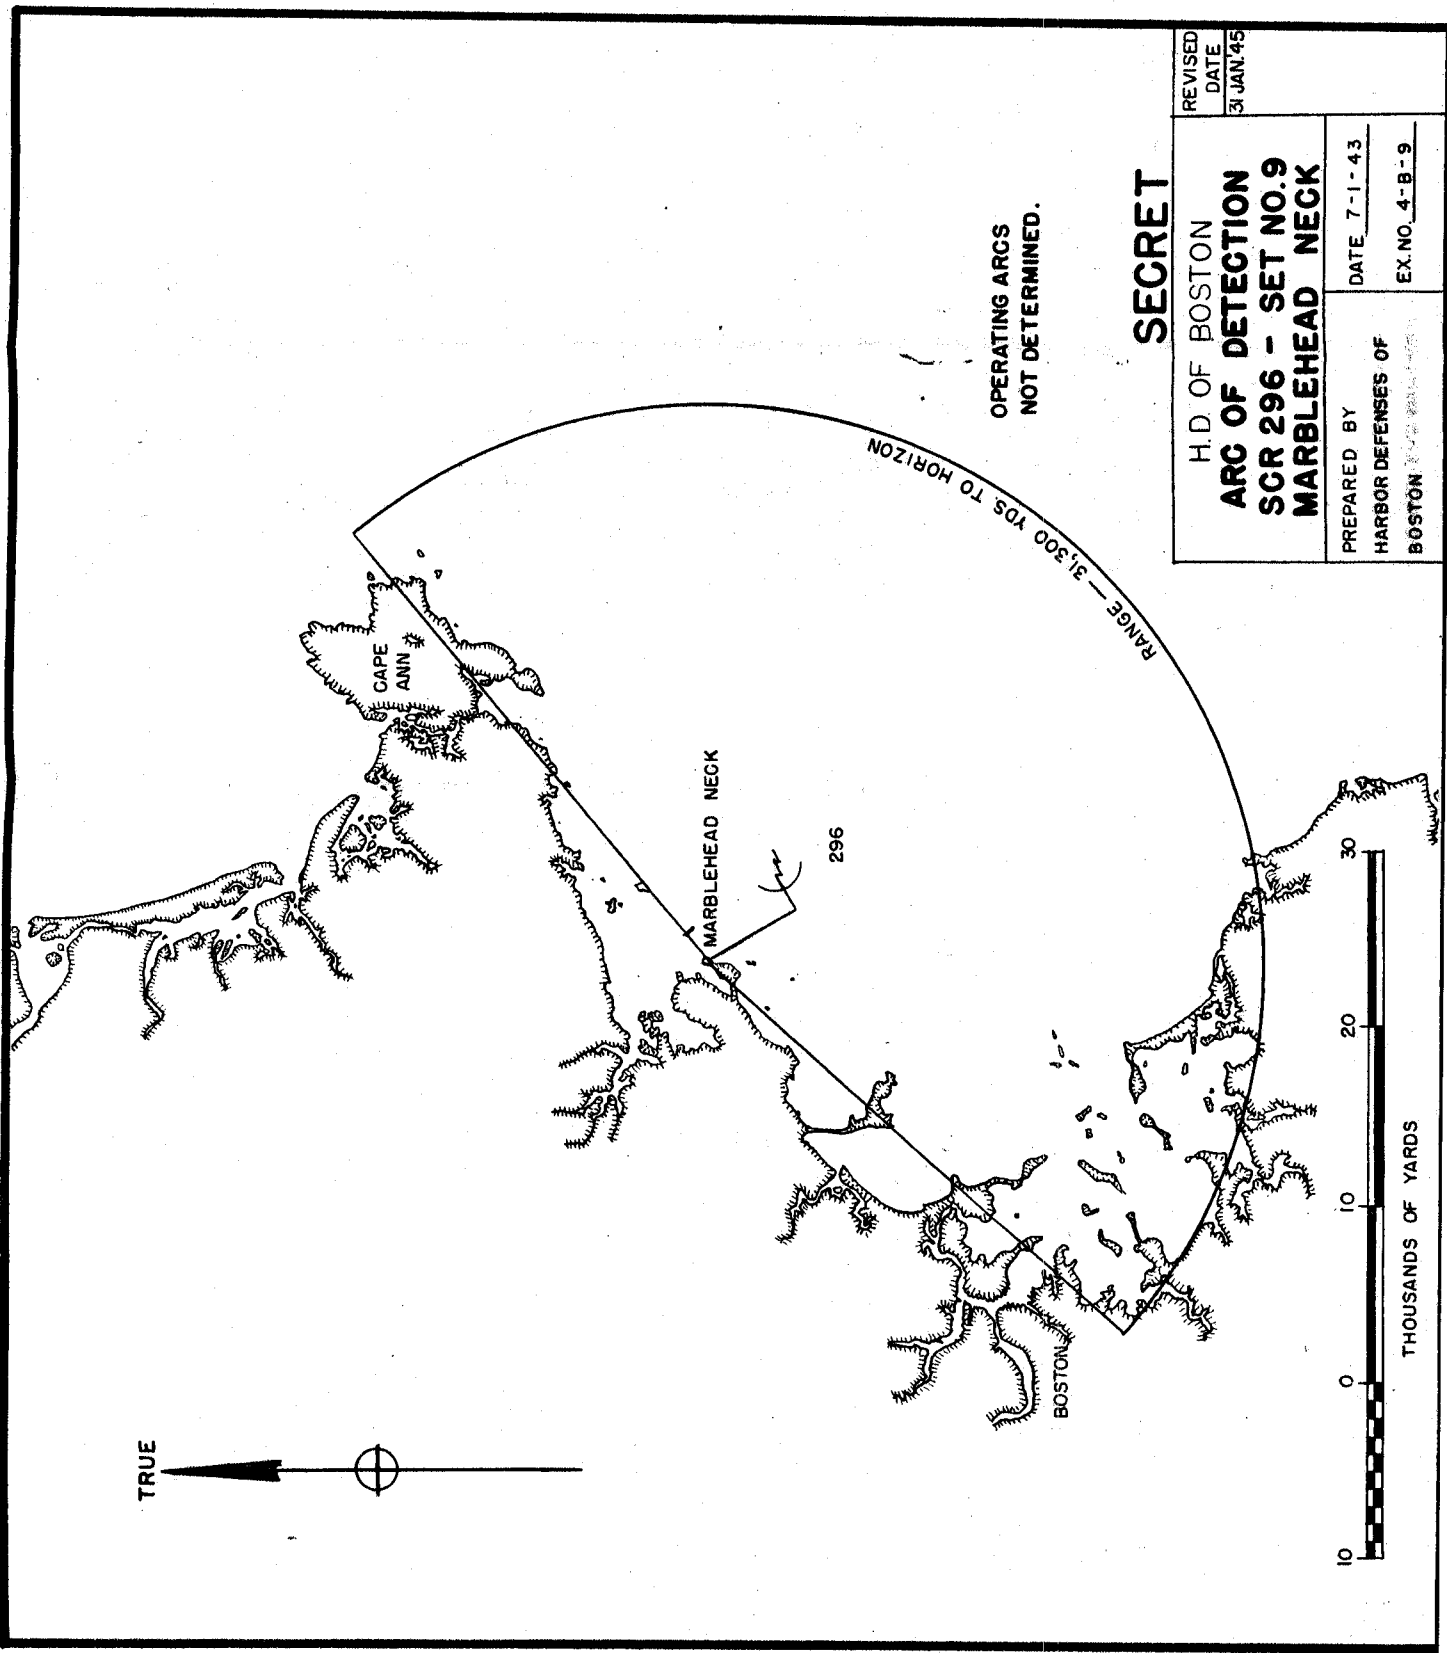 TRUE
CAPE
ANN
MARBLEHEAD NECK
296
BOSTON
RANGE — 31,300 YDS. TO HORIZON
OPERATING ARCS
NOT DETERMINED.
SECRET
H.D. OF BOSTON
ARC OF DETECTION
SCR 296 - SET NO.9
MARBLEHEAD NECK
REVISED
DATE
31 JAN.'45
PREPARED BY
HARBOR DEFENSES OF
BOSTON
DATE 7-1-43
EX.NO. 4-B-9
10 0 10 20 30
THOUSANDS OF YARDS